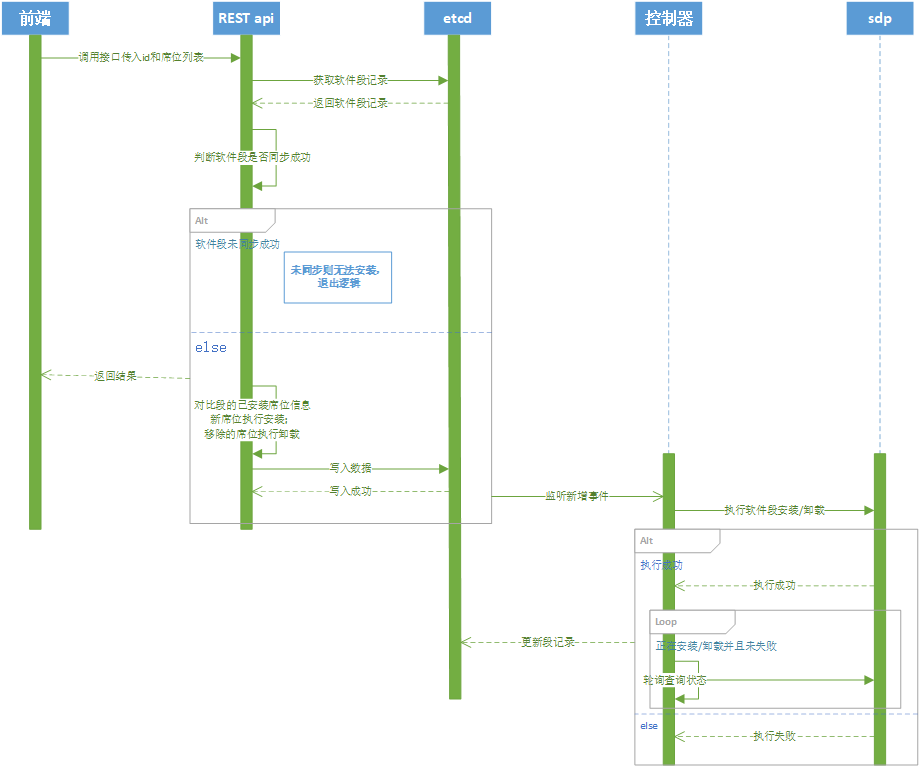 前端
REST api
etcd
控制器
sdp
调用接口传入id和席位列表
获取软件段记录
返回软件段记录
判断软件段是否同步成功
Alt
软件段未同步成功
未同步则无法安装,
退出逻辑
else
返回结果
对比段的已安装席位信息
新席位执行安装;
移除的席位执行卸载
写入数据
写入成功
监听新增事件
执行软件段安装/卸载
Alt
执行成功
执行成功
Loop
更新段记录
正在安装/卸载并且未失败
轮询查询状态
else
执行失败